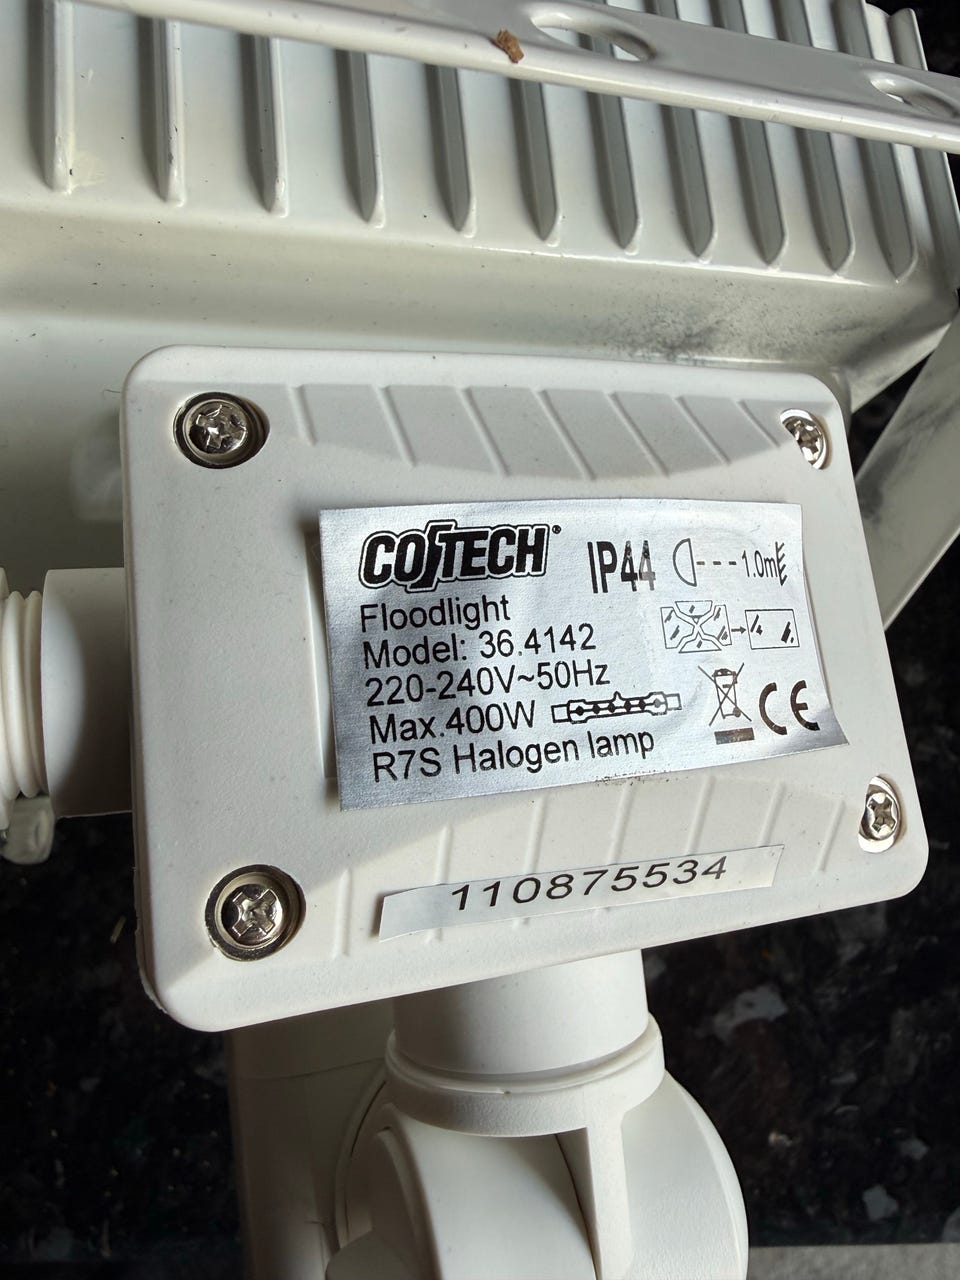 COTECH®
IP44
1.0m
Floodlight
Model: 36.4142
220-240V~50Hz
Max.400W
R7S Halogen lamp
CE
110875534